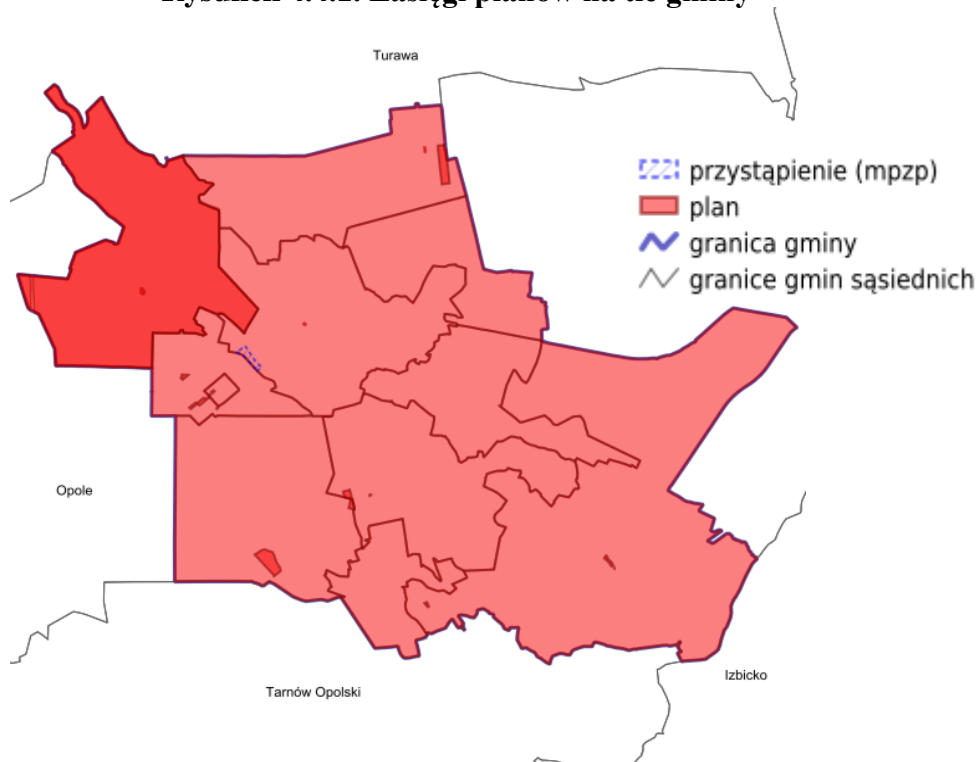 Rysunek Zasięgi planów na tle gminy
Turawa
przystąpienie (mpzp)
plan
granica gminy
granice gmin sąsiednich
Opole
Izbicko
Tarnów Opolski